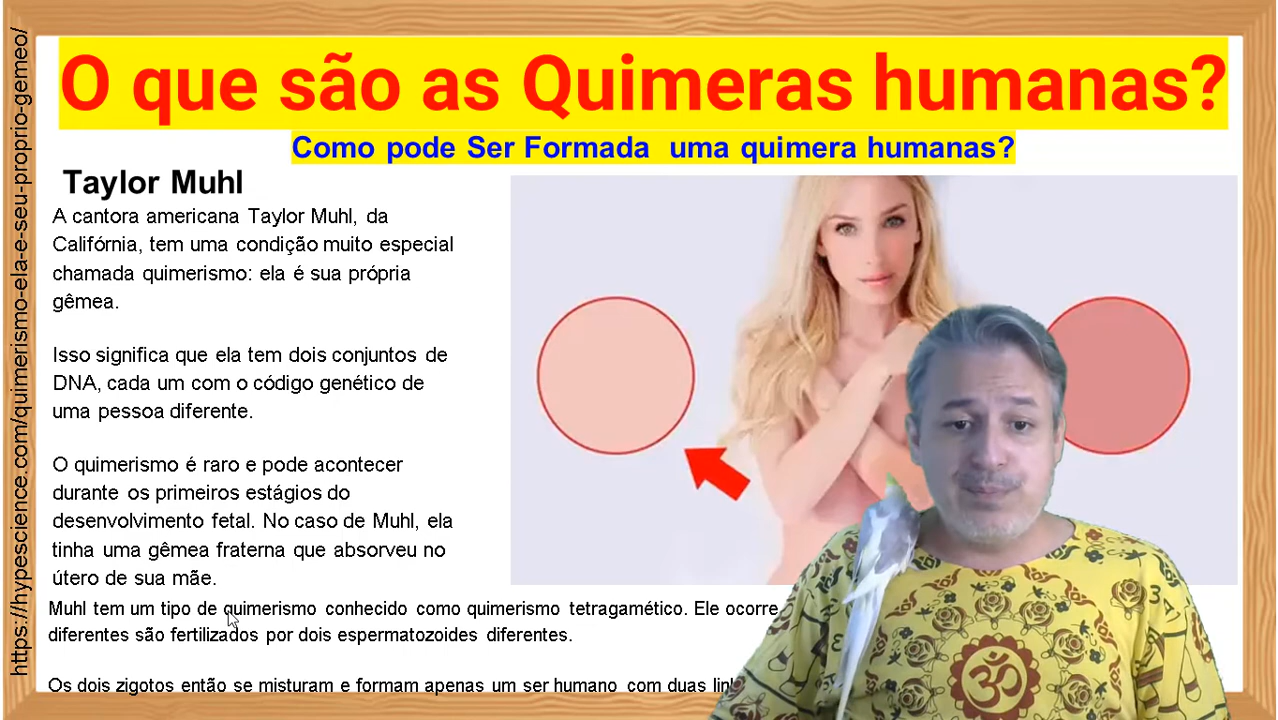 O que são as Quimeras humanas?
Como pode Ser Formada uma quimera humanas?
Taylor Muhl
A cantora americana Taylor Muhl, da
Califórnia, tem uma condição muito especial
chamada quimerismo: ela é sua própria
gêmea.
Isso significa que ela tem dois conjuntos de
DNA, cada um com o código genético de
uma pessoa diferente.
O quimerismo é raro e pode acontecer
durante os primeiros estágios do
desenvolvimento fetal. No caso de Muhl, ela
tinha uma gêmea fraterna que absorveu no
útero de sua mãe.
Muhl tem um tipo de quimerismo conhecido como quimerismo tetragamético. Ele ocorre
diferentes são fertilizados por dois espermatozoides diferentes.
Os dois zigotos então se misturam e formam apenas um ser humano com duas
https://hypescience.com/quimerismo-ela-e-seu-proprio-gemeo/
ॐ